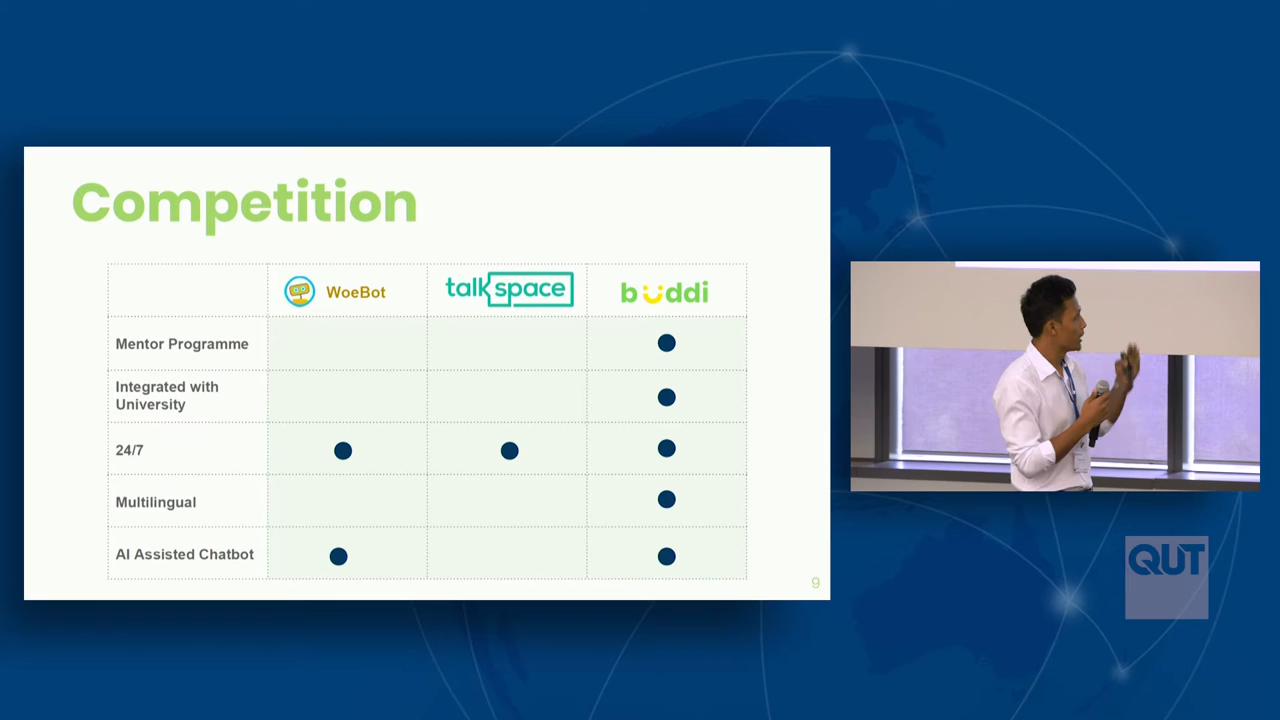 Competition
WoeBot
talkspace
buddi
Mentor Programme
Integrated with
University
24/7
Multilingual
AI Assisted Chatbot
9
QUT